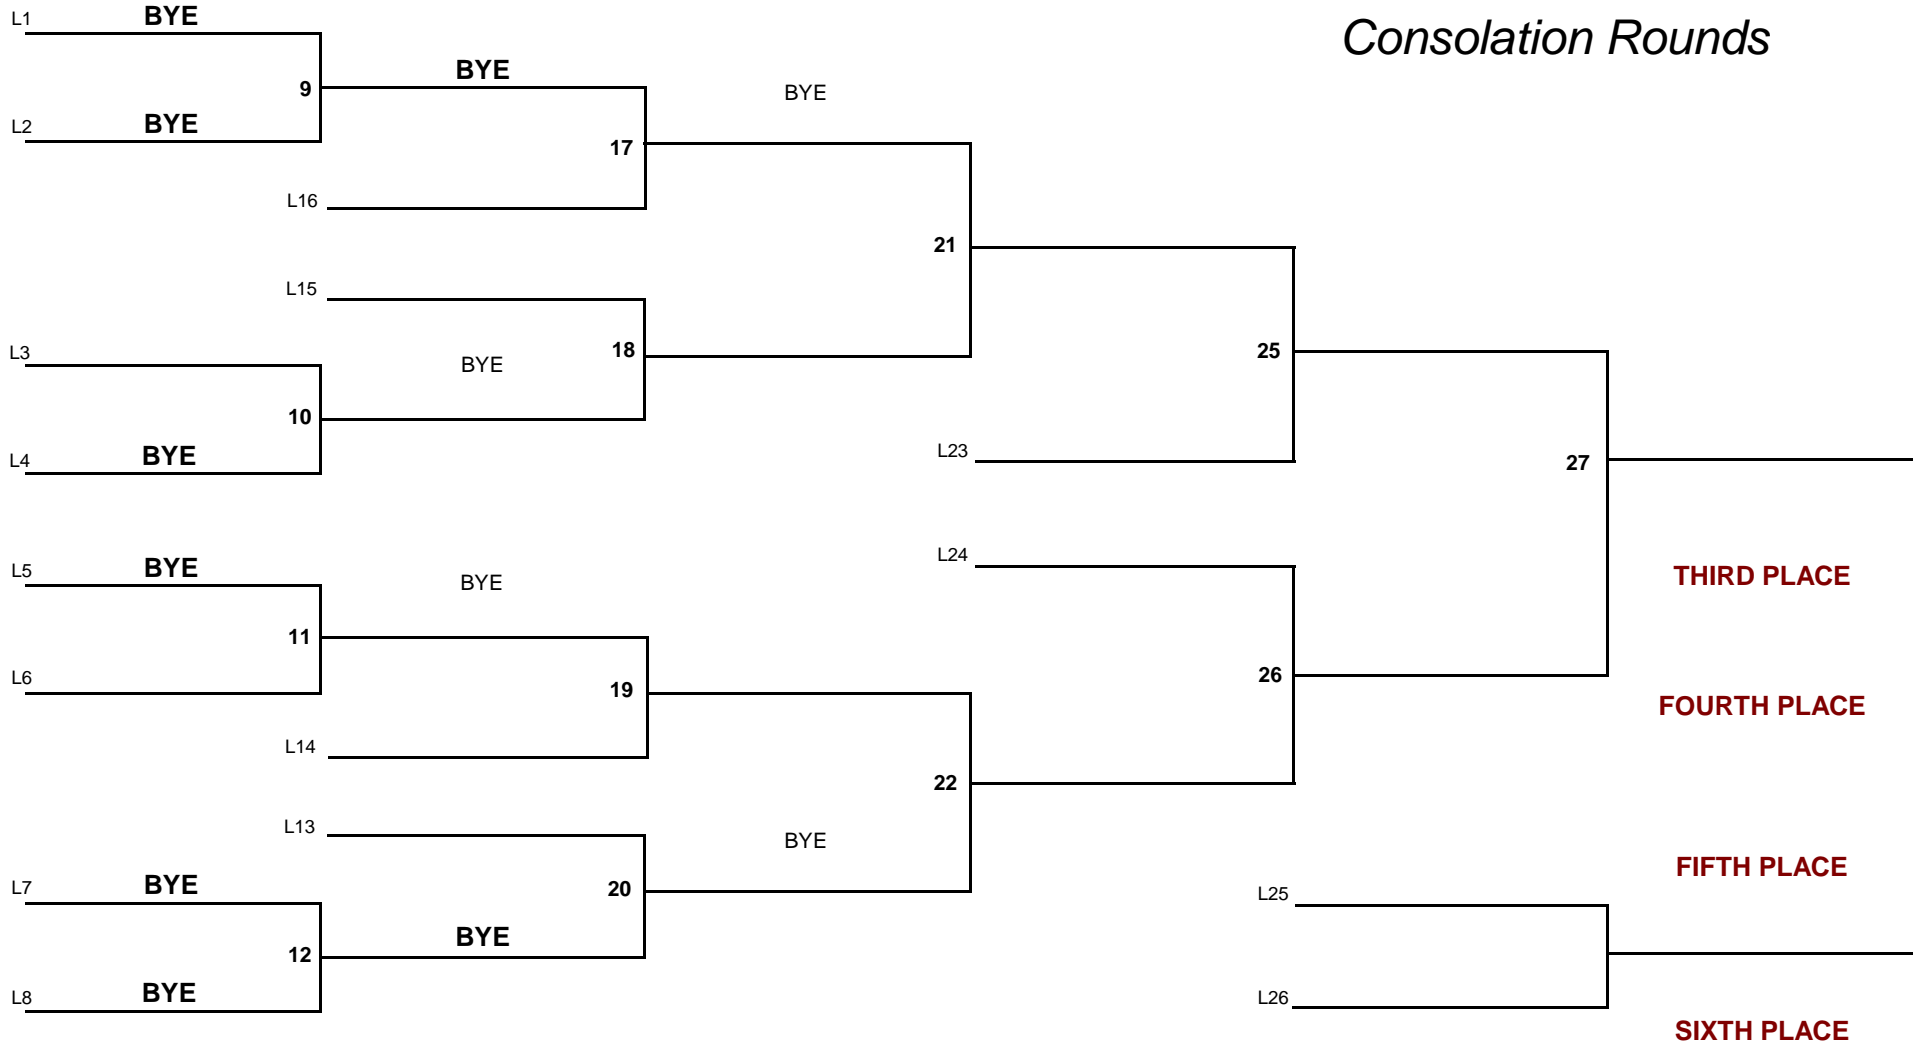 L1 BYE
Consolation Rounds
BYE
9
BYE
L2 BYE
17
L16
21
L15
L3
18
25
BYE
10
L4 BYE
L23
27
L5 BYE
L24
BYE
THIRD PLACE
11
L6
19
26
FOURTH PLACE
L14
22
L13
BYE
FIFTH PLACE
L7 BYE
20
L25
BYE
12
L8 BYE
L26
SIXTH PLACE